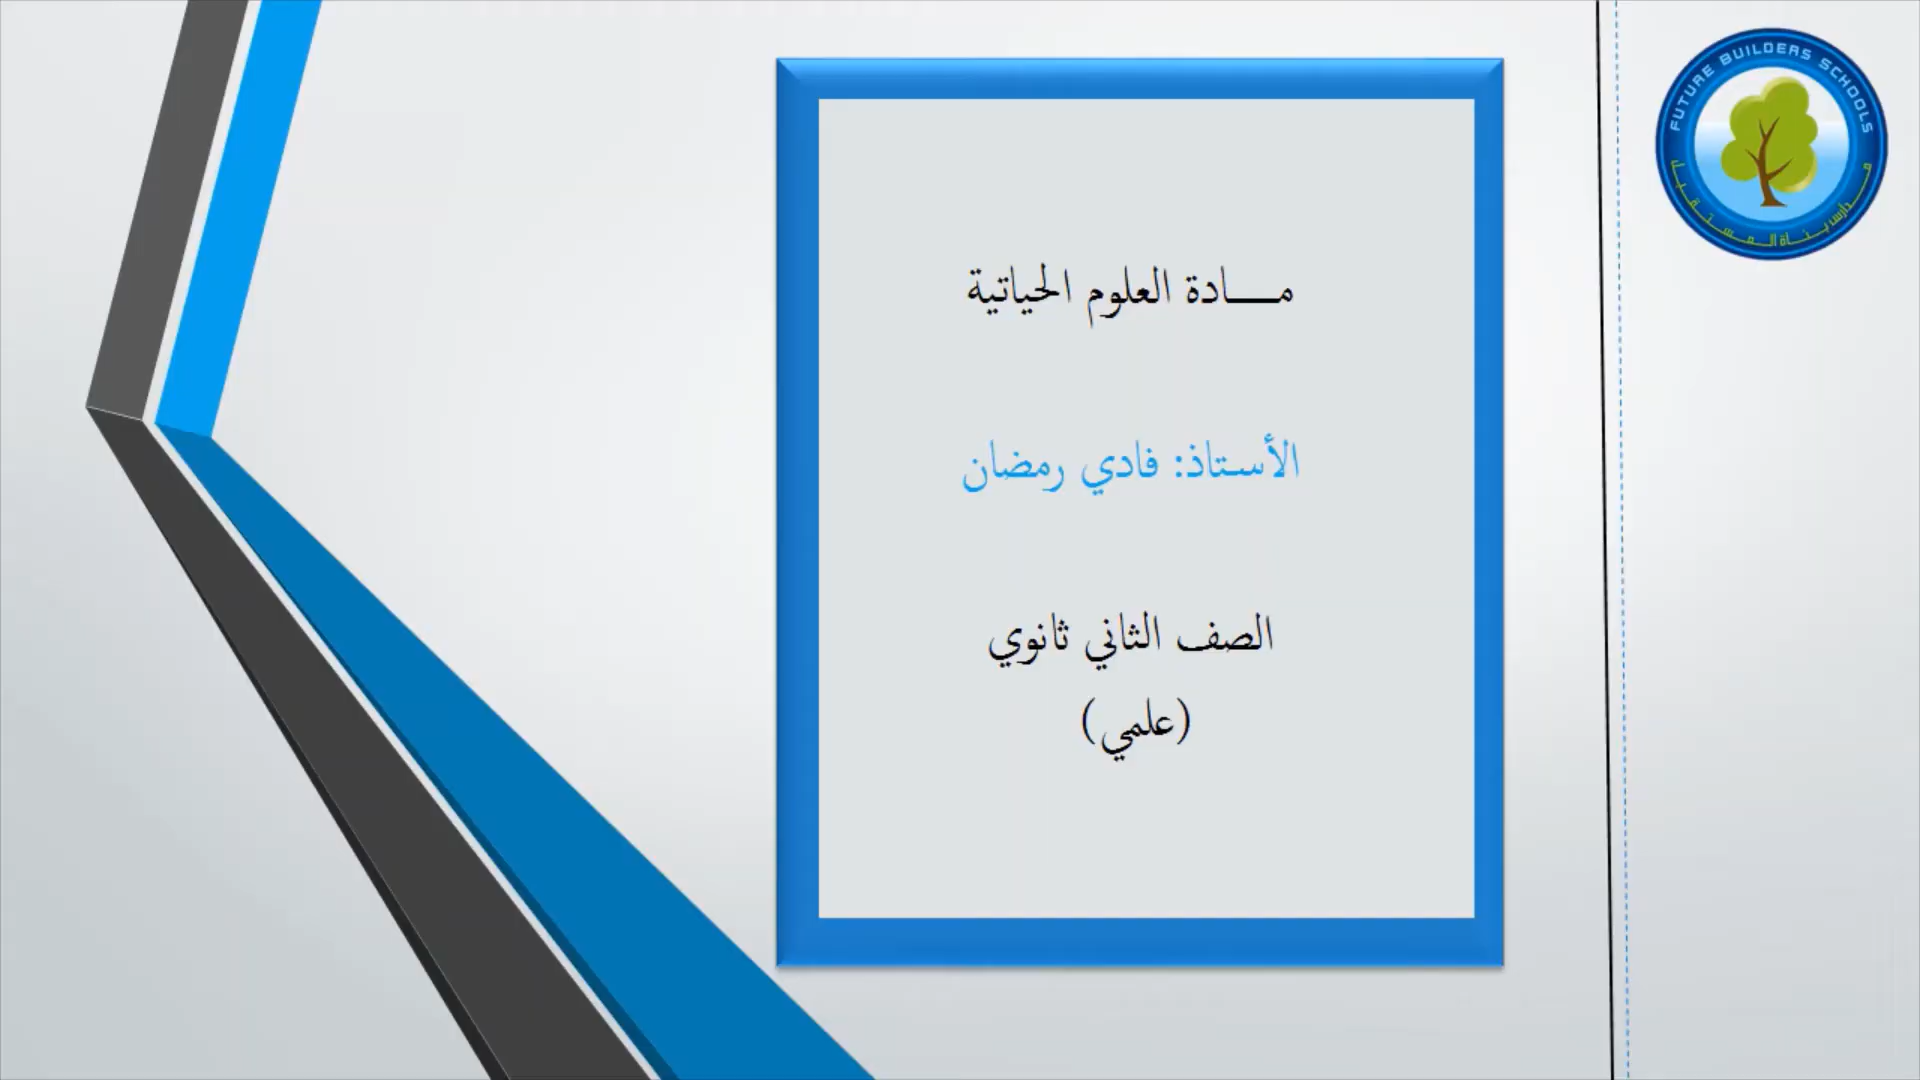 FUTURE BUILDERS SCHOOLS
مدارس بناة المستقبل
مـــادة العلوم الحياتية
الأستاذ: فادي رمضان
الصف الثاني ثانوي
(علمي)